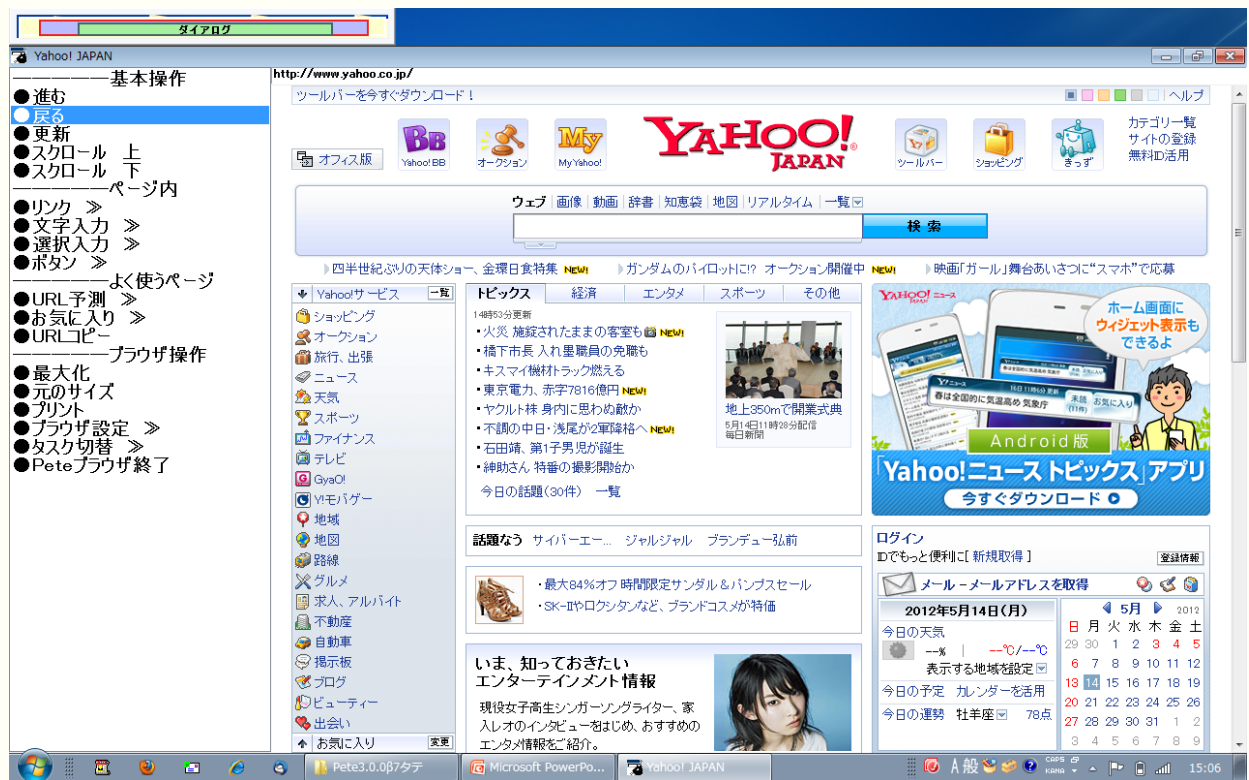 ダイアログ
Yahoo! JAPAN
―――――基本操作
●進む
●戻る
●更新
●スクロール 上
●スクロール 下
―――――ページ内
●リンク ≫
●文字入力 ≫
●選択入力 ≫
●ボタン ≫
―――――よく使うページ
●URL予測 ≫
●お気に入り ≫
●URLコピー
―――――ブラウザ操作
●最大化
●元のサイズ
●プリント
●ブラウザ設定 ≫
●タスク切替 ≫
●Peteブラウザ終了
http://www.yahoo.co.jp/
ツールバーを今すぐダウンロード!
ヘルプ
オフィス版
BB
Yahoo! BB
オークション
My
My Yahoo!
YAHOO!
JAPAN
ツールバー
ショッピング
きっず
カテゴリ一覧
サイトの登録
無料ID活用
ウェブ | 画像 | 動画 | 辞書 | 知恵袋 | 地図 | リアルタイム | 一覧
検索
四半世紀ぶりの天体ショー、金環日食特集 NEW!
ガンダムのパイロットに!? オークション開催中 NEW!
映画「ガール」舞台あいさつに“スマホ”で応募
Yahoo!サービス 一覧
ショッピング
オークション
旅行、出張
ニュース
天気
スポーツ
ファイナンス
テレビ
GyaO!
Y!モバゲー
地域
地図
路線
グルメ
求人、アルバイト
不動産
自動車
掲示板
ブログ
ビューティー
出会い
お気に入り 変更
トピックス 経済 エンタメ スポーツ その他
14時53分更新
・火災 施錠されたままの客室も NEW!
・橋下市長 入れ墨職員の免職も
・キスマイ機材トラック燃える
・東京電力、赤字7816億円 NEW!
・ヤクルト林 身内に思わぬ敵か
・不調の中日・浅尾が2軍降格へ NEW!
・石田靖、第1子男児が誕生
・紳助さん 特番の撮影開始か
今日の話題(30件) 一覧
地上350mで開業式典
5月14日11時28分配信
毎日新聞
話題なう サイバーエー... ジャルジャル ブランデュー弘前
・最大84%オフ 時間限定サンダル&パンプスセール
・SK-IIやロクシタンなど、ブランドコスメが特価
いま、知っておきたい
エンターテインメント情報
現役女子高生シンガーソングライター、家
入レオのインタビューをはじめ、おすすめの
エンタメ情報をご紹介。
YAHOO! ニュース
JAPAN
ホーム画面に
ウィジェット表示も
できるよ
Y!ニュース
16日11時6分更新
春は全国的に気温高め 気象庁
未読
(11件)
お気に入り
Android版
「Yahoo!ニュース トピックス」アプリ
今すぐダウンロード
ログイン
IDでもっと便利に[ 新規取得 ]
登録情報
メール - メールアドレスを取得
2012年5月14日(月)
今日の天気
--% | --℃/--℃
表示する地域を設定
今日の予定 カレンダーを活用
今日の運勢 牡羊座 78点
5月 2012
日 月 火 水 木 金 土
29 30 1 2 3 4 5
6 7 8 9 10 11 12
13 14 15 16 17 18 19
20 21 22 23 24 25 26
27 28 29 30 31 1 2
3 4 5 6 7 8 9
Pete3.0.0β7タテ
Microsoft PowerPo...
Yahoo! JAPAN
A 般
CAPS
KANA
15:06